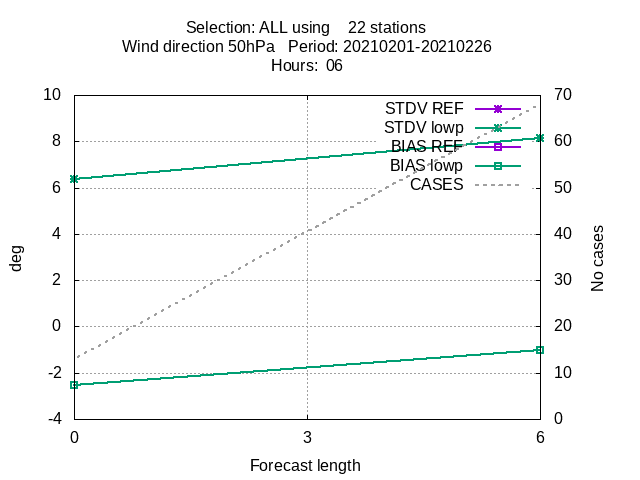 Selection: ALL using 22 stations
Wind direction 50hPa Period: 20210201-20210226
Hours: 06
10 70
STDV REF
STDV lowp
8 60
BIAS REF
BIAS lowp
CASES
6 50
4 40
deg
No cases
2 30
0 20
-2 10
-4 0
0 3 6
Forecast length